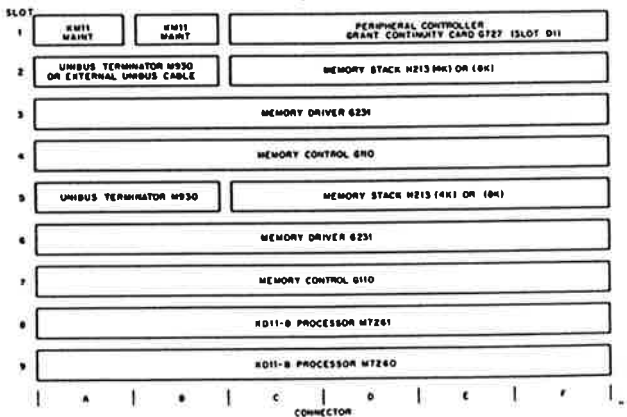 SLOT
1
KM11
MAINT
KM11
MAINT
PERIPHERAL CONTROLLER
GRANT CONTINUITY CARD G727 (SLOT D1)
2
UNIBUS TERMINATOR M930
OR EXTERNAL UNIBUS CABLE
MEMORY STACK H213 (4K) OR (8K)
3
MEMORY DRIVER G231
4
MEMORY CONTROL G110
5
UNIBUS TERMINATOR M930
MEMORY STACK H213 (4K) OR (8K)
6
MEMORY DRIVER G231
7
MEMORY CONTROL G110
8
KD11-B PROCESSOR M7261
9
KD11-B PROCESSOR M7260
A B C D E F
CONNECTOR